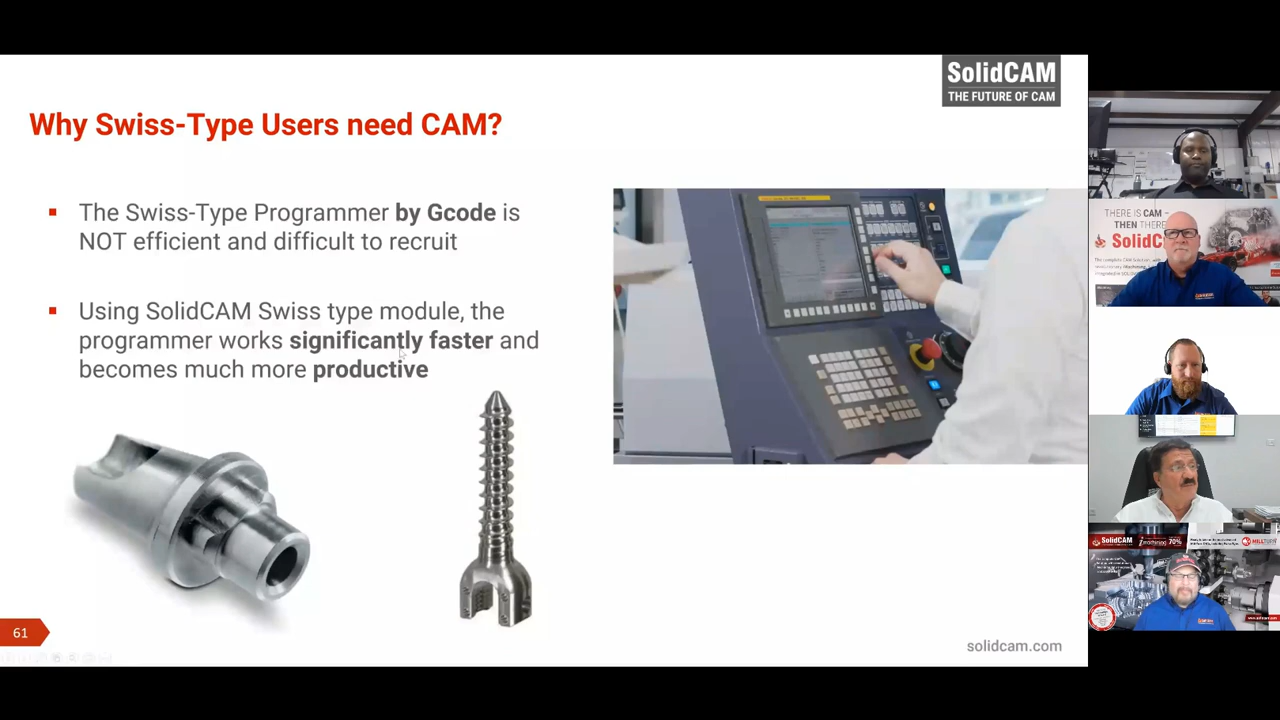 SolidCAM
THE FUTURE OF CAM
Why Swiss-Type Users need CAM?
▪ The Swiss-Type Programmer by Gcode is
NOT efficient and difficult to recruit
▪ Using SolidCAM Swiss type module, the
programmer works significantly faster and
becomes much more productive
61
solidcam.com
THERE IS CAM –
THEN THERE
SolidC
SolidCAM
70%
MILLTURN